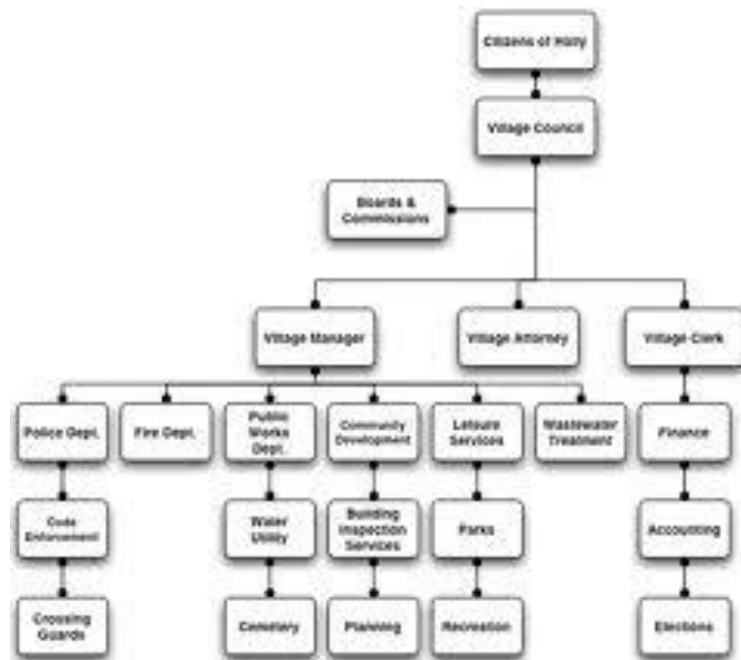 Citizens of Holly
Village Council
Boards &
Commissions
Village Manager
Village Attorney
Village Clerk
Police Dept.
Fire Dept.
Public
Works
Dept.
Community
Development
Leisure
Services
Wastewater
Treatment
Finance
Code
Enforcement
Water
Utility
Building
Inspection
Services
Parks
Accounting
Crossing
Guards
Cemetery
Planning
Recreation
Elections